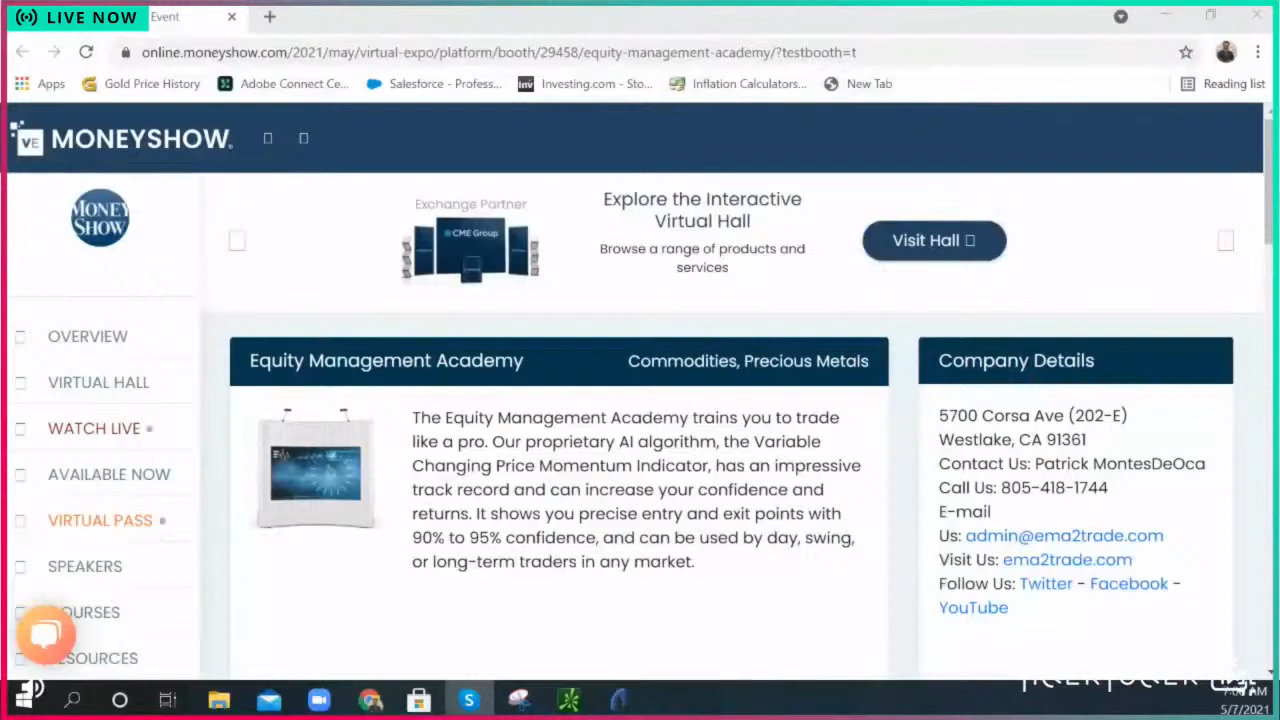 LIVE NOW
Event
online.moneyshow.com/2021/may/virtual-expo/platform/booth/29458/equity-management-academy/?testbooth=t
Apps
Gold Price History
Adobe Connect Ce...
Salesforce - Profess...
Inv
Investing.com - Sto...
Inflation Calculators...
New Tab
Reading list
VE MONEYSHOW
MONEY
SHOW
Exchange Partner
CME Group
Explore the Interactive
Virtual Hall
Browse a range of products and
services
Visit Hall
OVERVIEW
VIRTUAL HALL
WATCH LIVE
AVAILABLE NOW
VIRTUAL PASS
SPEAKERS
OURSES
ESOURCES
Equity Management Academy
Commodities, Precious Metals
The Equity Management Academy trains you to trade
like a pro. Our proprietary AI algorithm, the Variable
Changing Price Momentum Indicator, has an impressive
track record and can increase your confidence and
returns. It shows you precise entry and exit points with
90% to 95% confidence, and can be used by day, swing,
or long-term traders in any market.
Company Details
5700 Corsa Ave (202-E)
Westlake, CA 91361
Contact Us: Patrick MontesDeOca
Call Us: 805-418-1744
E-mail
Us: admin@ema2trade.com
Visit Us: ema2trade.com
Follow Us: Twitter - Facebook -
YouTube
AM
5/7/2021